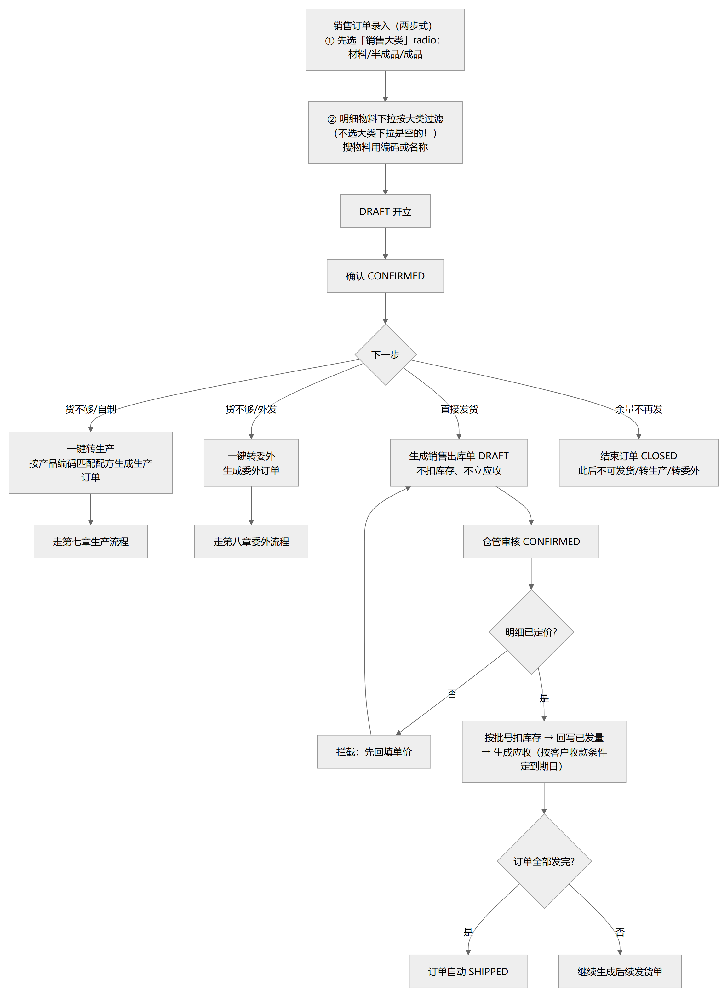 销售订单录入（两步式）
① 先选「销售大类」radio：
材料/半成品/成品
② 明细物料下拉按大类过滤
（不选大类下拉是空的！）
搜物料用编码或名称
DRAFT 开立
确认 CONFIRMED
下一步
货不够/自制
货不够/外发
直接发货
余量不再发
一键转生产
按产品编码匹配配方生成生产
订单
一键转委外
生成委外订单
生成销售出库单 DRAFT
不扣库存、不立应收
结束订单 CLOSED
此后不可发货/转生产/转委外
走第七章生产流程
走第八章委外流程
仓管审核 CONFIRMED
明细已定价?
否
是
拦截：先回填单价
按批号扣库存 → 回写已发量
→ 生成应收（按客户收款条件
定到期日）
订单全部发完?
是
否
订单自动 SHIPPED
继续生成后续发货单